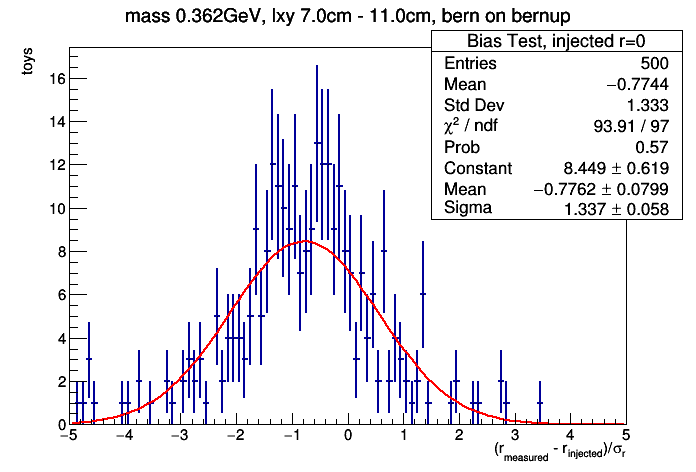 mass 0.362GeV, lxy 7.0cm - 11.0cm, bern on bernup
Bias Test, injected r=0
Entries 500
Mean −0.7744
Std Dev 1.333
χ² / ndf 93.91 / 97
Prob 0.57
Constant 8.449 ± 0.619
Mean −0.7762 ± 0.0799
Sigma 1.337 ± 0.058
toys
16
14
12
10
8
6
4
2
0
−5 −4 −3 −2 −1 0 1 2 3 4 5
(r_measured - r_injected)/σ_r